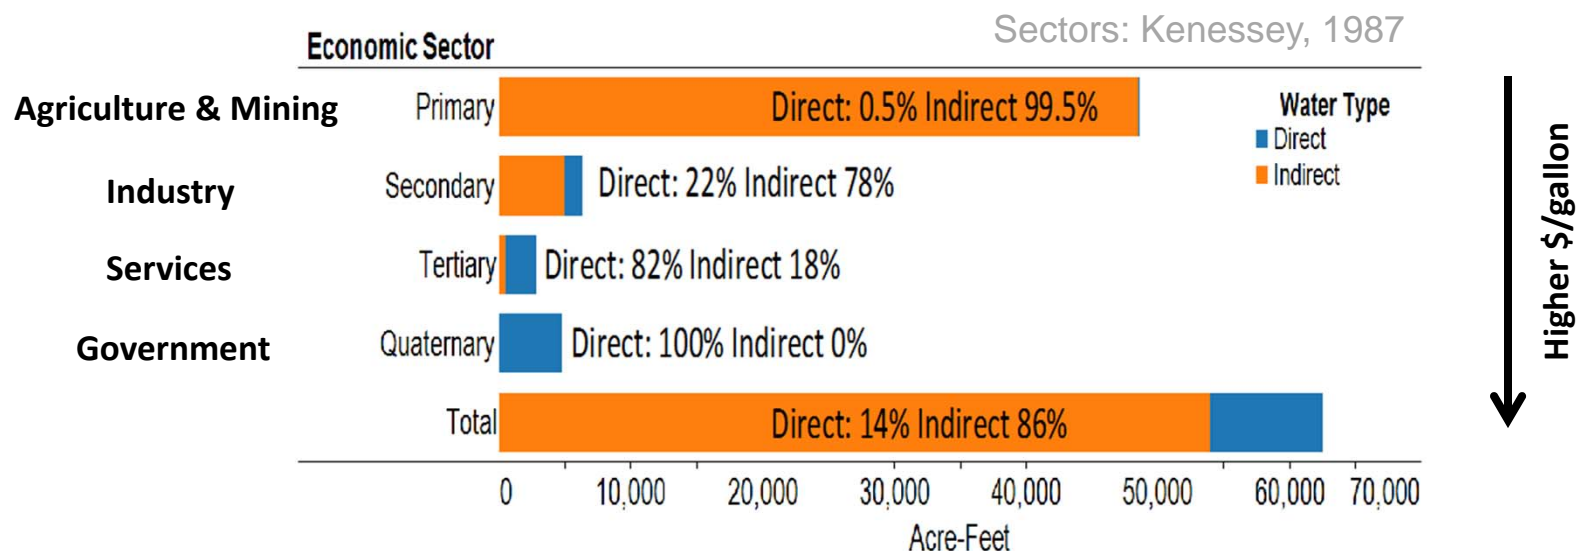 Sectors: Kenessey, 1987
Economic Sector
Agriculture & Mining Primary Direct: 0.5% Indirect 99.5%
Water Type
Direct
Indirect
Industry Secondary Direct: 22% Indirect 78%
Services Tertiary Direct: 82% Indirect 18%
Government Quaternary Direct: 100% Indirect 0%
Total Direct: 14% Indirect 86%
0 10,000 20,000 30,000 40,000 50,000 60,000 70,000
Acre-Feet
Higher $/gallon